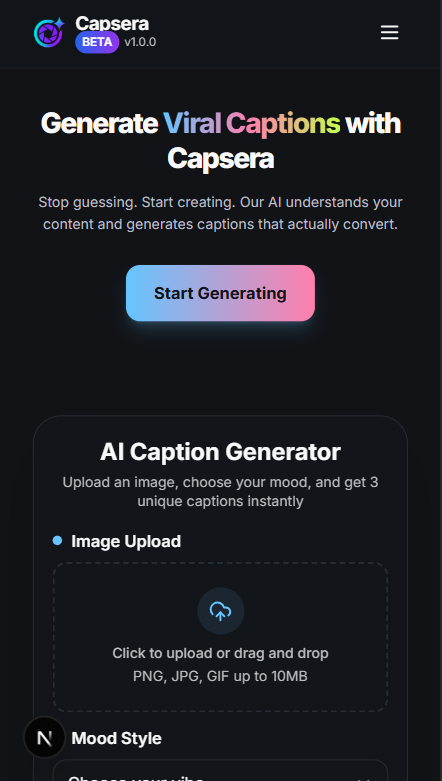 Capsera
BETA v1.0.0
Generate Viral Captions with
Capsera
Stop guessing. Start creating. Our AI understands your
content and generates captions that actually convert.
Start Generating
AI Caption Generator
Upload an image, choose your mood, and get 3
unique captions instantly
Image Upload
Click to upload or drag and drop
PNG, JPG, GIF up to 10MB
N
Mood Style
Choose your vibe